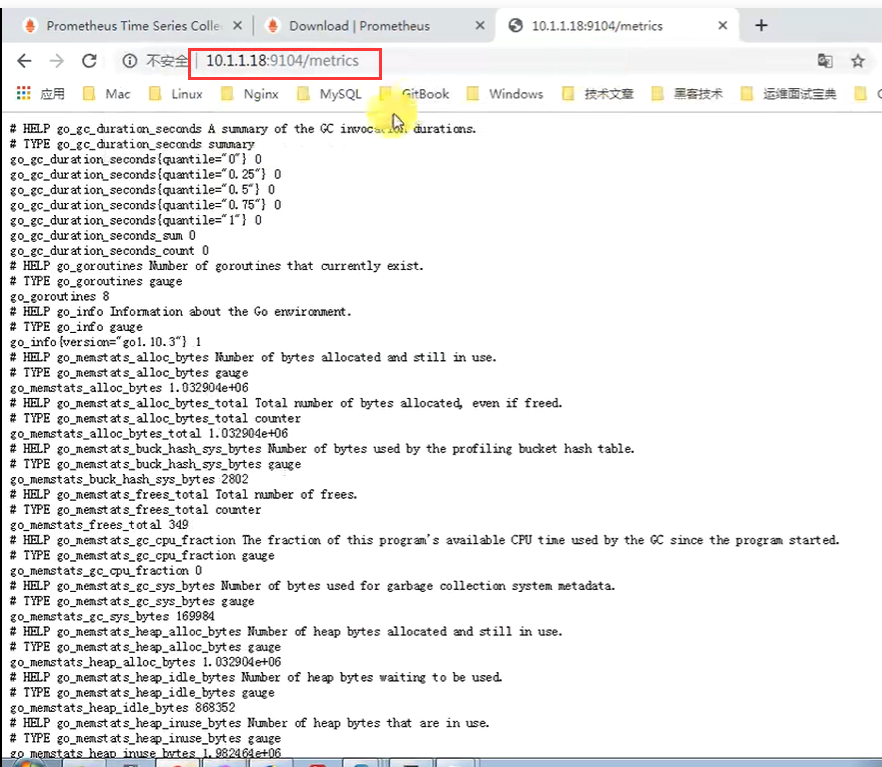 Prometheus Time Series Colle
Download | Prometheus
10.1.1.18:9104/metrics
不安全 10.1.1.18:9104/metrics
应用 Mac Linux Nginx MySQL GitBook Windows 技术文章 黑客技术 运维面试宝典
# HELP go_gc_duration_seconds A summary of the GC invocation durations.
# TYPE go_gc_duration_seconds summary
go_gc_duration_seconds{quantile="0"} 0
go_gc_duration_seconds{quantile="0.25"} 0
go_gc_duration_seconds{quantile="0.5"} 0
go_gc_duration_seconds{quantile="0.75"} 0
go_gc_duration_seconds{quantile="1"} 0
go_gc_duration_seconds_sum 0
go_gc_duration_seconds_count 0
# HELP go_goroutines Number of goroutines that currently exist.
# TYPE go_goroutines gauge
go_goroutines 8
# HELP go_info Information about the Go environment.
# TYPE go_info gauge
go_info{version="go1.10.3"} 1
# HELP go_memstats_alloc_bytes Number of bytes allocated and still in use.
# TYPE go_memstats_alloc_bytes gauge
go_memstats_alloc_bytes 1.032904e+06
# HELP go_memstats_alloc_bytes_total Total number of bytes allocated, even if freed.
# TYPE go_memstats_alloc_bytes_total counter
go_memstats_alloc_bytes_total 1.032904e+06
# HELP go_memstats_buck_hash_sys_bytes Number of bytes used by the profiling bucket hash table.
# TYPE go_memstats_buck_hash_sys_bytes gauge
go_memstats_buck_hash_sys_bytes 2802
# HELP go_memstats_frees_total Total number of frees.
# TYPE go_memstats_frees_total counter
go_memstats_frees_total 349
# HELP go_memstats_gc_cpu_fraction The fraction of this program's available CPU time used by the GC since the program started.
# TYPE go_memstats_gc_cpu_fraction gauge
go_memstats_gc_cpu_fraction 0
# HELP go_memstats_gc_sys_bytes Number of bytes used for garbage collection system metadata.
# TYPE go_memstats_gc_sys_bytes gauge
go_memstats_gc_sys_bytes 169984
# HELP go_memstats_heap_alloc_bytes Number of heap bytes allocated and still in use.
# TYPE go_memstats_heap_alloc_bytes gauge
go_memstats_heap_alloc_bytes 1.032904e+06
# HELP go_memstats_heap_idle_bytes Number of heap bytes waiting to be used.
# TYPE go_memstats_heap_idle_bytes gauge
go_memstats_heap_idle_bytes 868352
# HELP go_memstats_heap_inuse_bytes Number of heap bytes that are in use.
# TYPE go_memstats_heap_inuse_bytes gauge
go_memstats_heap_inuse_bytes 1.982464e+06